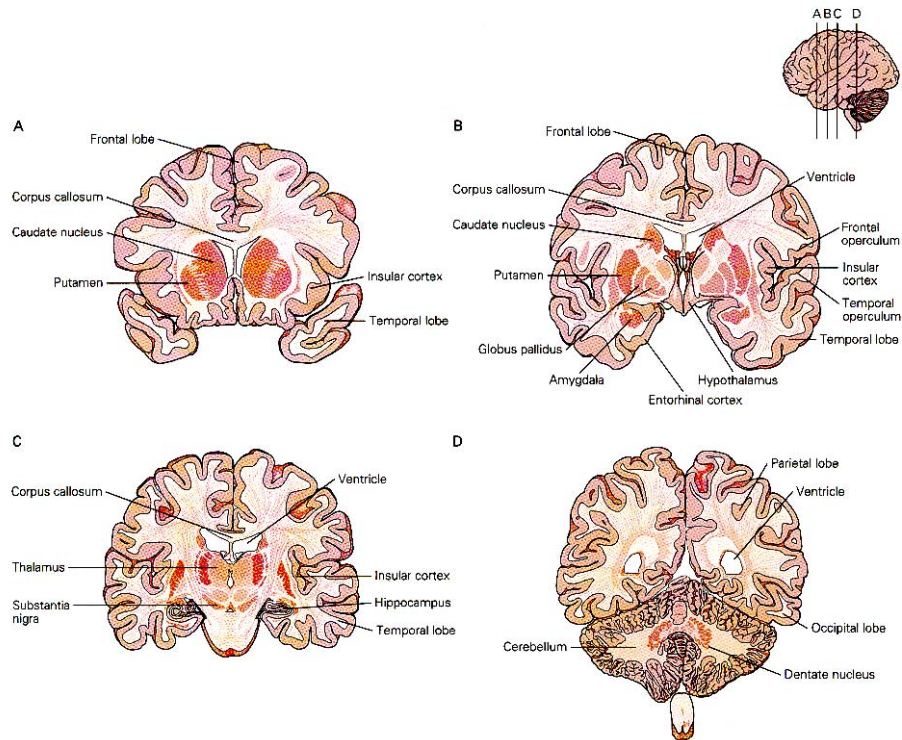 A B C D
A
Frontal lobe
Corpus callosum
Caudate nucleus
Putamen
Insular cortex
Temporal lobe
B
Frontal lobe
Corpus callosum
Caudate nucleus
Putamen
Globus pallidus
Amygdala
Entorhinal cortex
Hypothalamus
Ventricle
Frontal
operculum
Insular
cortex
Temporal
operculum
Temporal lobe
C
Corpus callosum
Thalamus
Substantia
nigra
Ventricle
Insular cortex
Hippocampus
Temporal lobe
D
Parietal lobe
Ventricle
Occipital lobe
Cerebellum
Dentate nucleus